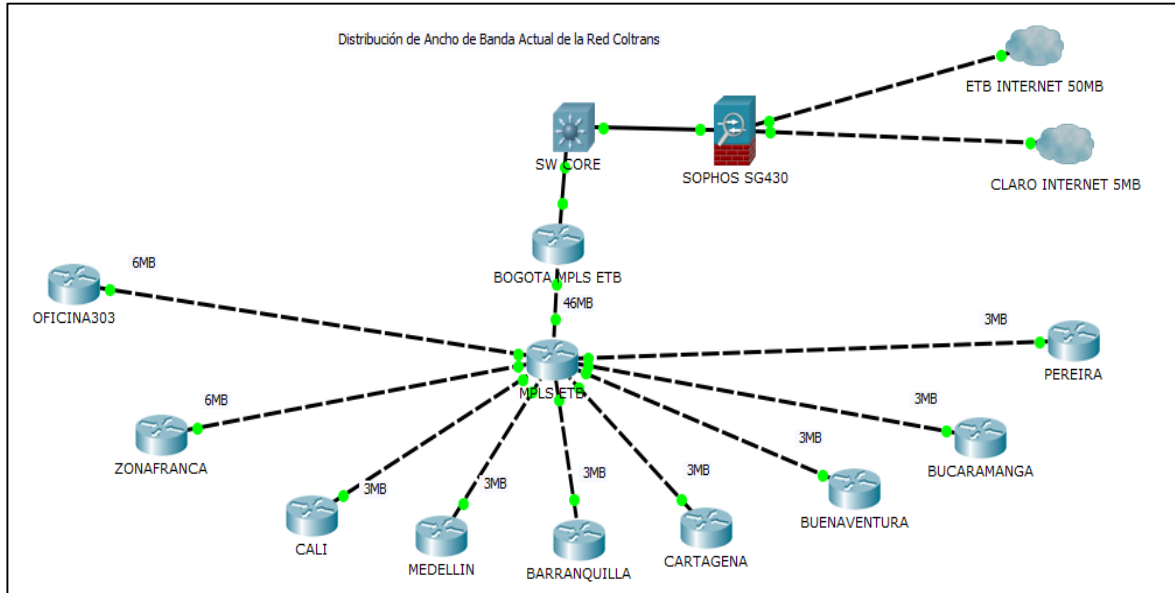 Distribución de Ancho de Banda Actual de la Red Coltrans
ETB INTERNET 50MB
SW CORE
SOPHOS SG430
CLARO INTERNET 5MB
BOGOTA MPLS ETB
6MB
46MB
OFICINA303
3MB
PEREIRA
MPLS ETB
6MB
3MB
ZONAFRANCA
BUCARAMANGA
3MB
3MB
3MB
3MB
3MB
BUENAVENTURA
CALI
MEDELLIN
BARRANQUILLA
CARTAGENA